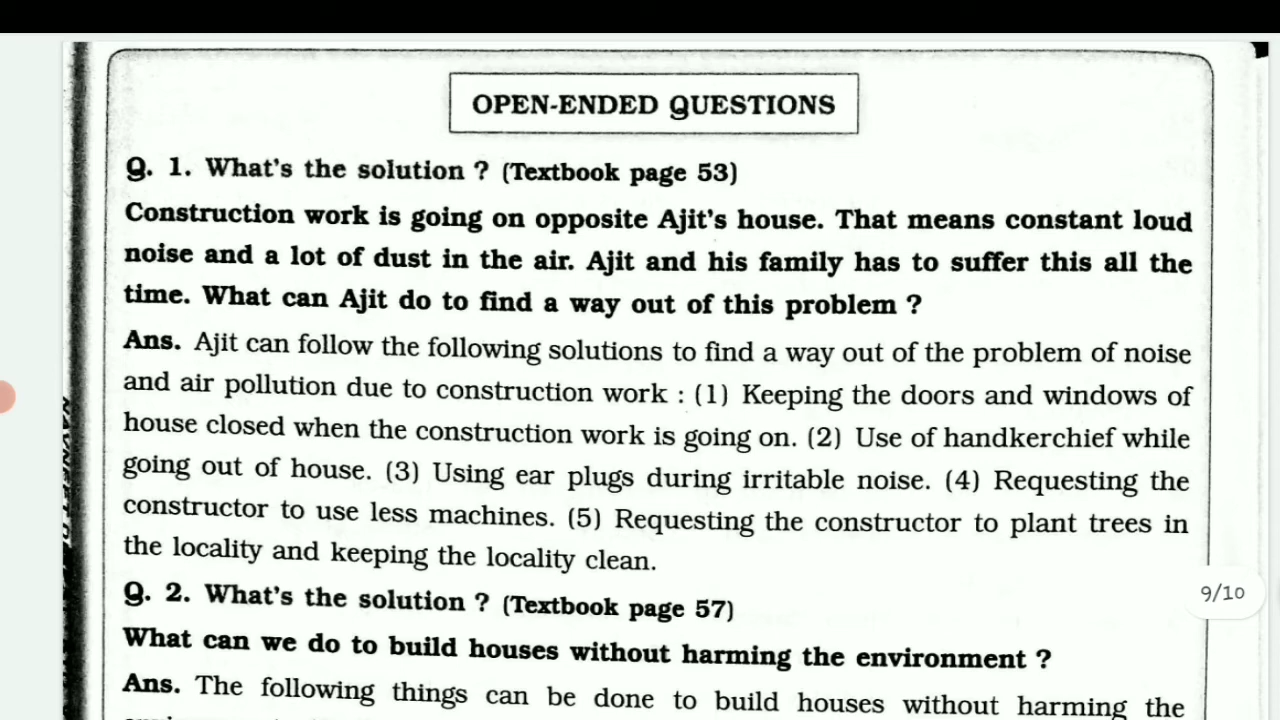 OPEN-ENDED QUESTIONS
Q. 1. What's the solution ? (Textbook page 53)
Construction work is going on opposite Ajit's house. That means constant loud
noise and a lot of dust in the air. Ajit and his family has to suffer this all the
time. What can Ajit do to find a way out of this problem ?
Ans. Ajit can follow the following solutions to find a way out of the problem of noise
and air pollution due to construction work : (1) Keeping the doors and windows of
house closed when the construction work is going on. (2) Use of handkerchief while
going out of house. (3) Using ear plugs during irritable noise. (4) Requesting the
constructor to use less machines. (5) Requesting the constructor to plant trees in
the locality and keeping the locality clean.
9/10
Q. 2. What's the solution ? (Textbook page 57)
What can we do to build houses without harming the environment ?
Ans. The following things can be done to build houses without harming the